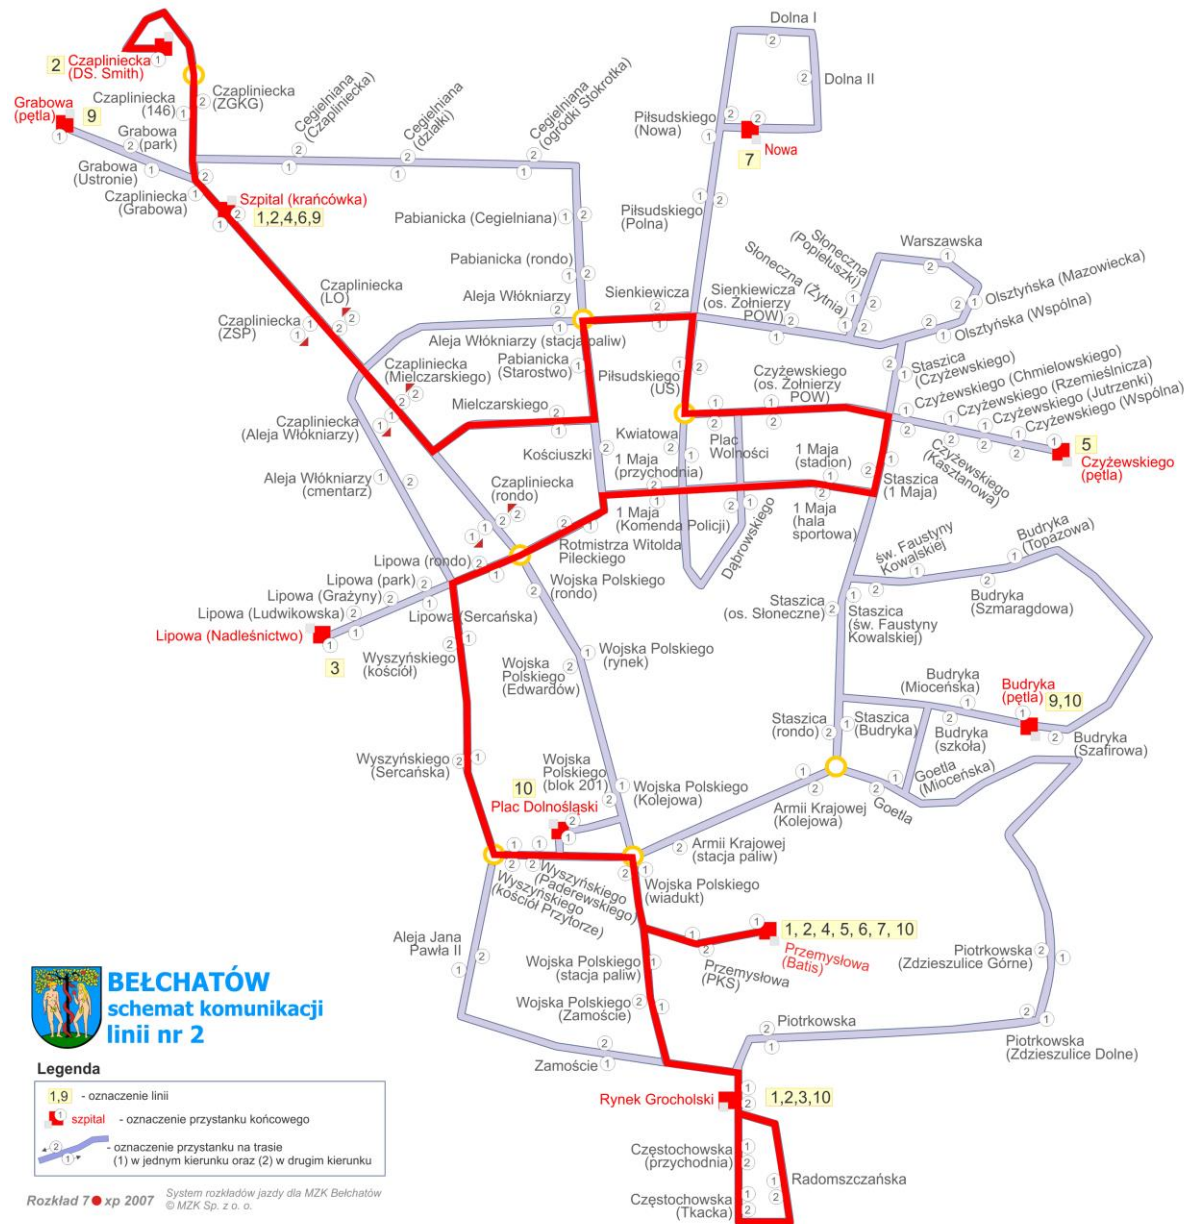 Dolna I
2 Czapliniecka
(DS. Smith)
Czapliniecka
(ZGKG)
Dolna II
Grabowa
(pętla)
9
Czapliniecka
(146)
Grabowa
(park)
Grabowa
(Ustronie)
Czapliniecka
(Grabowa)
Cegielniana
(Czapliniecka)
Cegielniana
(działki)
Cegielniana
(ogródki Stokrotka)
Piłsudskiego
(Nowa)
Nowa
7
Szpital (krańcówka)
1,2,4,6,9
Pabianicka (Cegielniana)
Piłsudskiego
(Polna)
Pabianicka (rondo)
Słoneczna
(Popiełuszki)
Słoneczna (Żytnia)
Warszawska
Olsztyńska (Mazowiecka)
Olsztyńska (Wspólna)
Czapliniecka
(LO)
Czapliniecka
(ZSP)
Aleja Włókniarzy
Sienkiewicza
Sienkiewicza
(os. Żołnierzy
POW)
Aleja Włókniarzy (stacja paliw)
Pabianicka
(Starostwo)
Piłsudskiego
(US)
Czyżewskiego
(os. Żołnierzy
POW)
Staszica
(Czyżewskiego)
Czyżewskiego (Chmielowskiego)
Czyżewskiego (Rzemieślnicza)
Czyżewskiego (Jutrzenki)
Czyżewskiego (Wspólna)
Czapliniecka
(Mielczarskiego)
Mielczarskiego
Czapliniecka
(Aleja Włókniarzy)
Kwiatowa
Plac
Wolności
Kościuszki
1 Maja
(przychodnia)
1 Maja
(stadion)
Staszica
(1 Maja)
Czyżewskiego
(Kasztanowa)
5
Czyżewskiego
(pętla)
Aleja Włókniarzy
(cmentarz)
Czapliniecka
(rondo)
1 Maja
(Komenda Policji)
Dąbrowskiego
1 Maja
(hala
sportowa)
Rotmistrza Witolda
Pileckiego
Lipowa (rondo)
Lipowa (park)
Lipowa (Grażyny)
Lipowa (Ludwikowska)
Lipowa (Nadleśnictwo)
3
Lipowa (Sercańska)
Wojska Polskiego
(rondo)
św. Faustyny
Kowalskiej
Budryka
(Topazowa)
Budryka
(Szmaragdowa)
Staszica
(os. Słoneczne)
Staszica
(św. Faustyny
Kowalskiej)
Wyszyńskiego
(kościół)
Wojska
Polskiego
(Edwardów)
Wojska Polskiego
(rynek)
Budryka
(Mioceńska)
Budryka
(pętla)
9,10
Staszica
(rondo)
Staszica
(Budryka)
Budryka
(szkoła)
Budryka
(Szafirowa)
Wyszyńskiego
(Sercańska)
10
Wojska
Polskiego
(blok 201)
Plac Dolnośląski
Wojska Polskiego
(Kolejowa)
Armii Krajowej
(Kolejowa)
Goetla
Goetla
(Mioceńska)
Armii Krajowej
(stacja paliw)
Wyszyńskiego
(Paderewskiego)
Wyszyńskiego
(kościół Przytorze)
Wojska Polskiego
(wiadukt)
1, 2, 4, 5, 6, 7, 10
Przemysłowa
(Batis)
Przemysłowa
(PKS)
Aleja Jana
Pawła II
Wojska Polskiego
(stacja paliw)
Wojska Polskiego
(Zamoście)
Piotrkowska
(Zdzieszulice Górne)
Piotrkowska
Piotrkowska
(Zdzieszulice Dolne)
Zamoście
Rynek Grocholski
1,2,3,10
Częstochowska
(przychodnia)
Radomszczańska
Częstochowska
(Tkacka)
BEŁCHATÓW
schemat komunikacji
linii nr 2
Legenda
1,9 - oznaczenie linii
1 szpital - oznaczenie przystanku końcowego
2 1 - oznaczenie przystanku na trasie
(1) w jednym kierunku oraz (2) w drugim kierunku
Rozkład 7 xp 2007
System rozkładów jazdy dla MZK Bełchatów
© MZK Sp. z o. o.